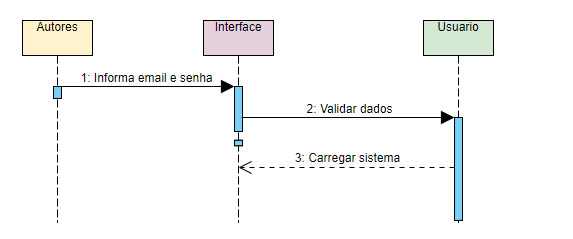 Autores
Interface
Usuario
1: Informa email e senha
2: Validar dados
3: Carregar sistema